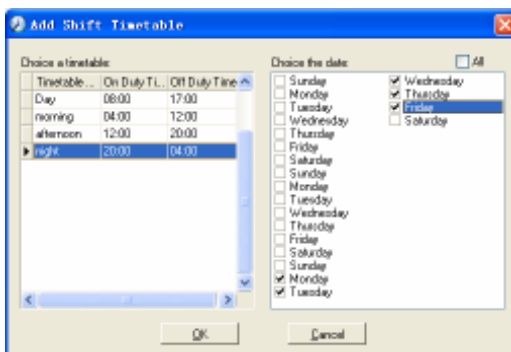 Add Shift Timetable
Choice a timetable
Timetable... On Duty Ti... Off Duty Time
Day 08:00 17:00
morning 04:00 12:00
afternoon 12:00 20:00
night 20:00 04:00
Choice the date
All
Sunday
Monday
Tuesday
Wednesday
Thursday
Friday
Saturday
Sunday
Monday
Tuesday
Wednesday
Thursday
Friday
Saturday
Sunday
Monday
Tuesday
Wednesday
Thursday
Friday
Saturday
OK
Cancel